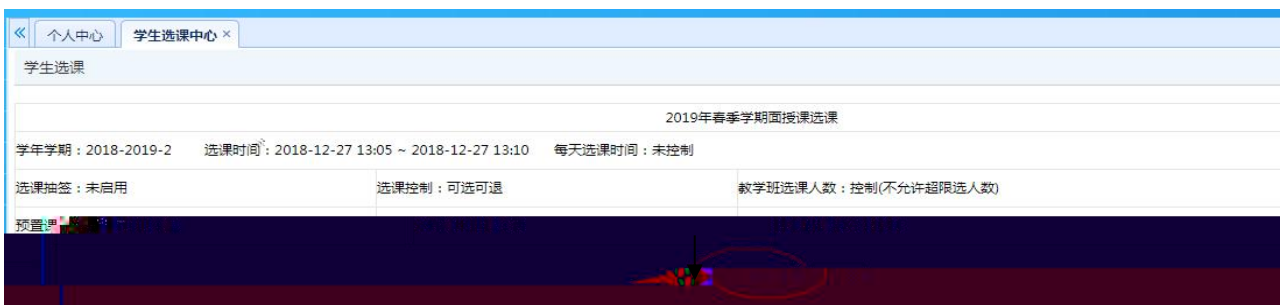 个人中心 学生选课中心 ×
学生选课
2019年春季学期面授课选课
学年学期：2018-2019-2 选课时间：2018-12-27 13:05 ~ 2018-12-27 13:10 每天选课时间：未控制
选课抽签：未启用 选课控制：可选可退 教学班选课人数：控制(不允许超限选人数)
预置课